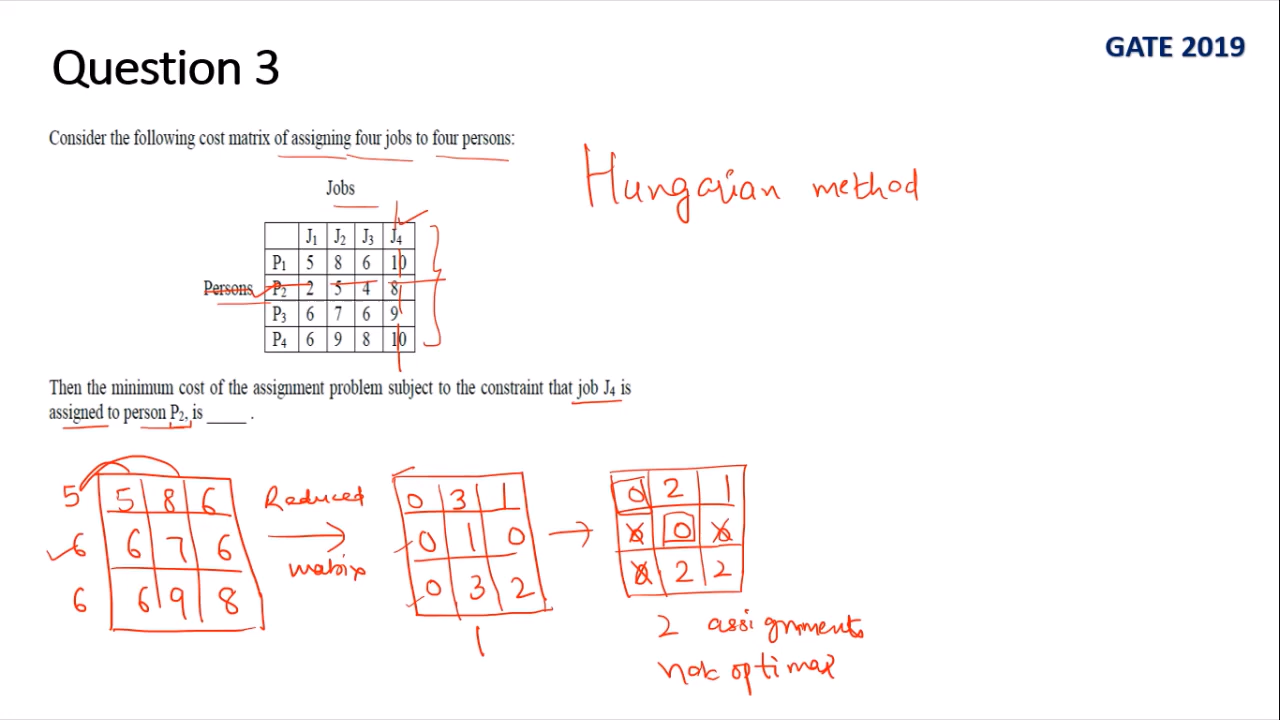 GATE 2019
Question 3
Consider the following cost matrix of assigning four jobs to four persons:
Hungarian method
Jobs
J1 J2 J3 J4
P1 5 8 6 10
Persons P2 2 5 4 8
P3 6 7 6 9
P4 6 9 8 10
Then the minimum cost of the assignment problem subject to the constraint that job J4 is
assigned to person P2, is ____ .
5 5 8 6
6 6 7 6
6 6 9 8
Reduced
matrix
0 3 1
0 1 0
0 3 2
1
0 2 1
0 0 0
0 2 2
2 assignments
not optimal